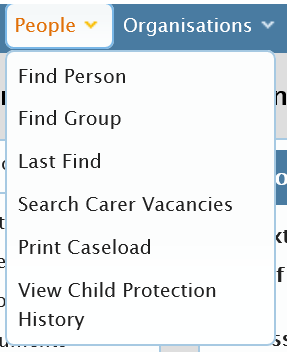 People Organisations
Find Person
Find Group
Last Find
Search Carer Vacancies
Print Caseload
View Child Protection
History